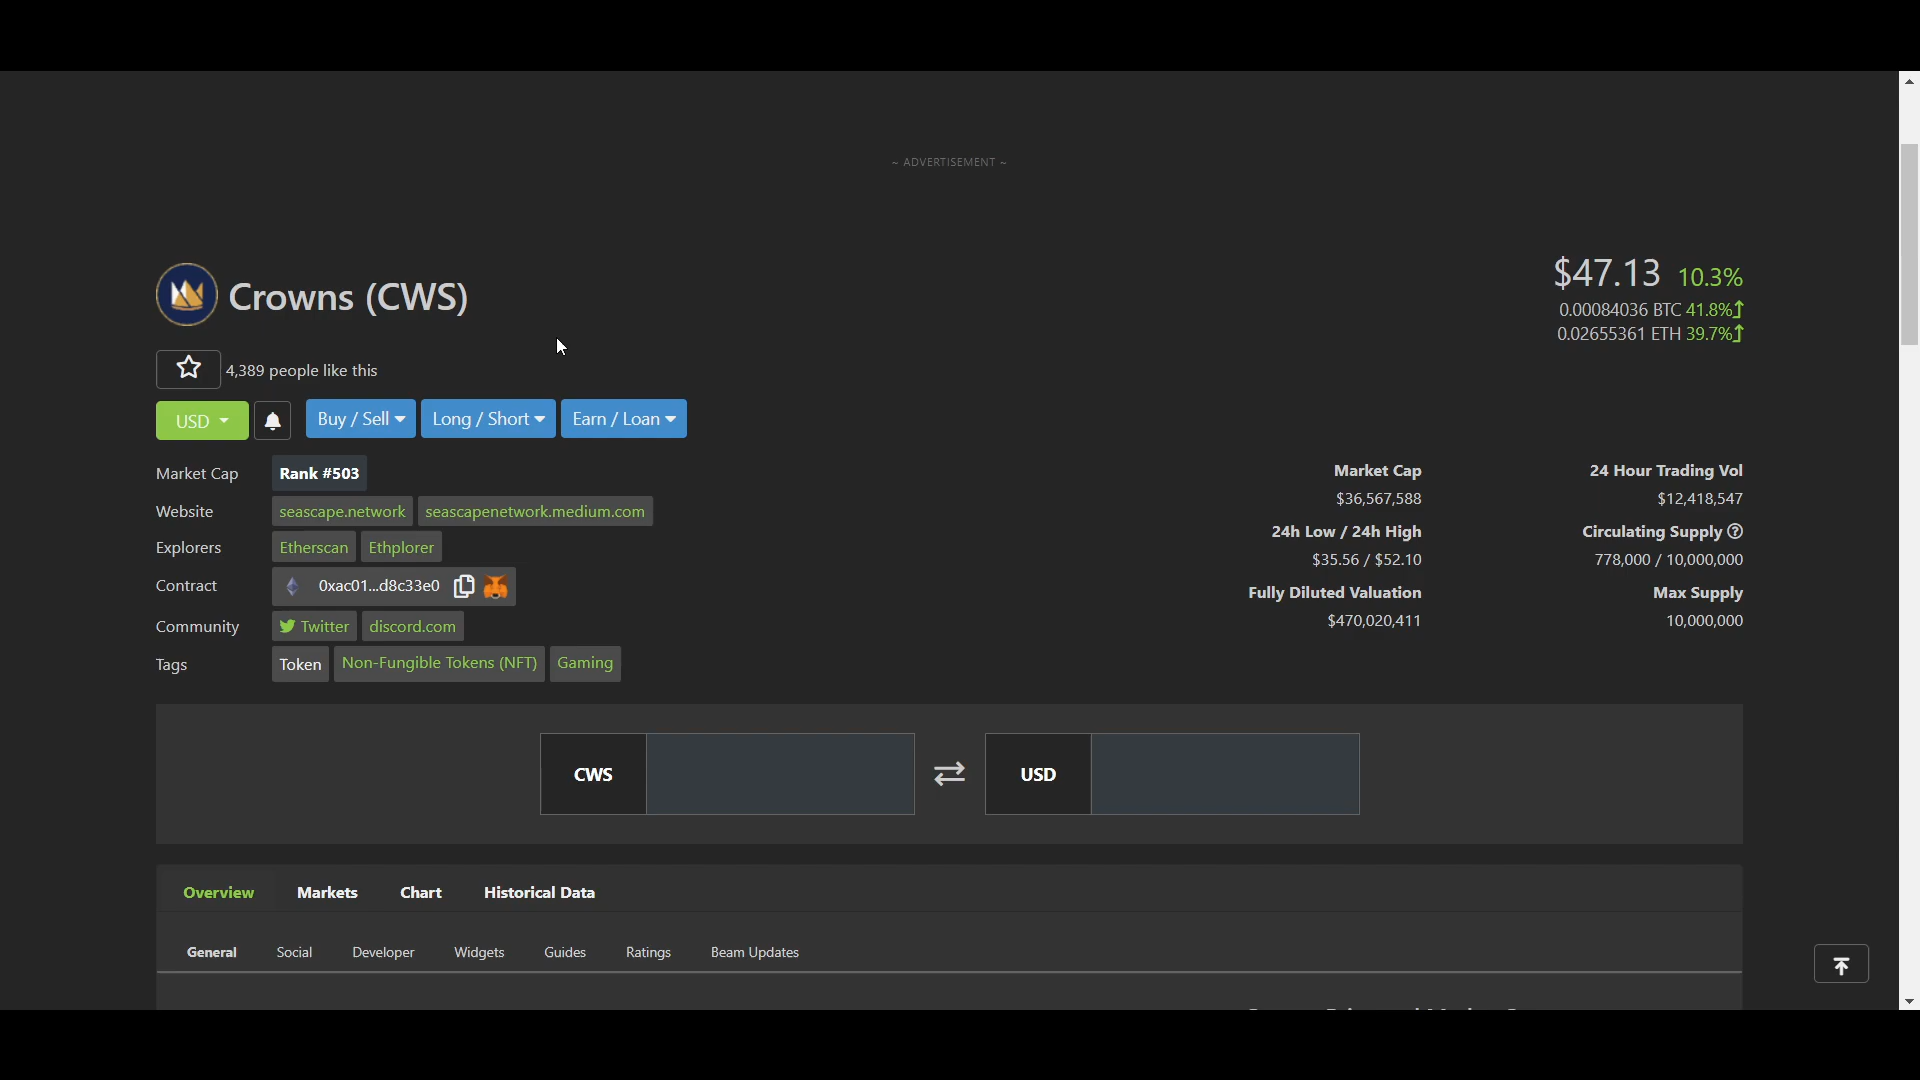 ~ ADVERTISEMENT ~
Crowns (CWS)
$47.13 10.3%
0.00084036 BTC 41.8%
0.02655361 ETH 39.7%
4,389 people like this
USD
Buy / Sell
Long / Short
Earn / Loan
Market Cap Rank #503
Website seascape.network seascapenetwork.medium.com
Explorers Etherscan Ethplorer
Contract 0xac01...d8c33e0
Community Twitter discord.com
Tags Token Non-Fungible Tokens (NFT) Gaming
Market Cap
$36,567,588
24 Hour Trading Vol
$12,418,547
24h Low / 24h High
$35.56 / $52.10
Circulating Supply ?
778,000 / 10,000,000
Fully Diluted Valuation
$470,020,411
Max Supply
10,000,000
CWS
USD
Overview Markets Chart Historical Data
General Social Developer Widgets Guides Ratings Beam Updates